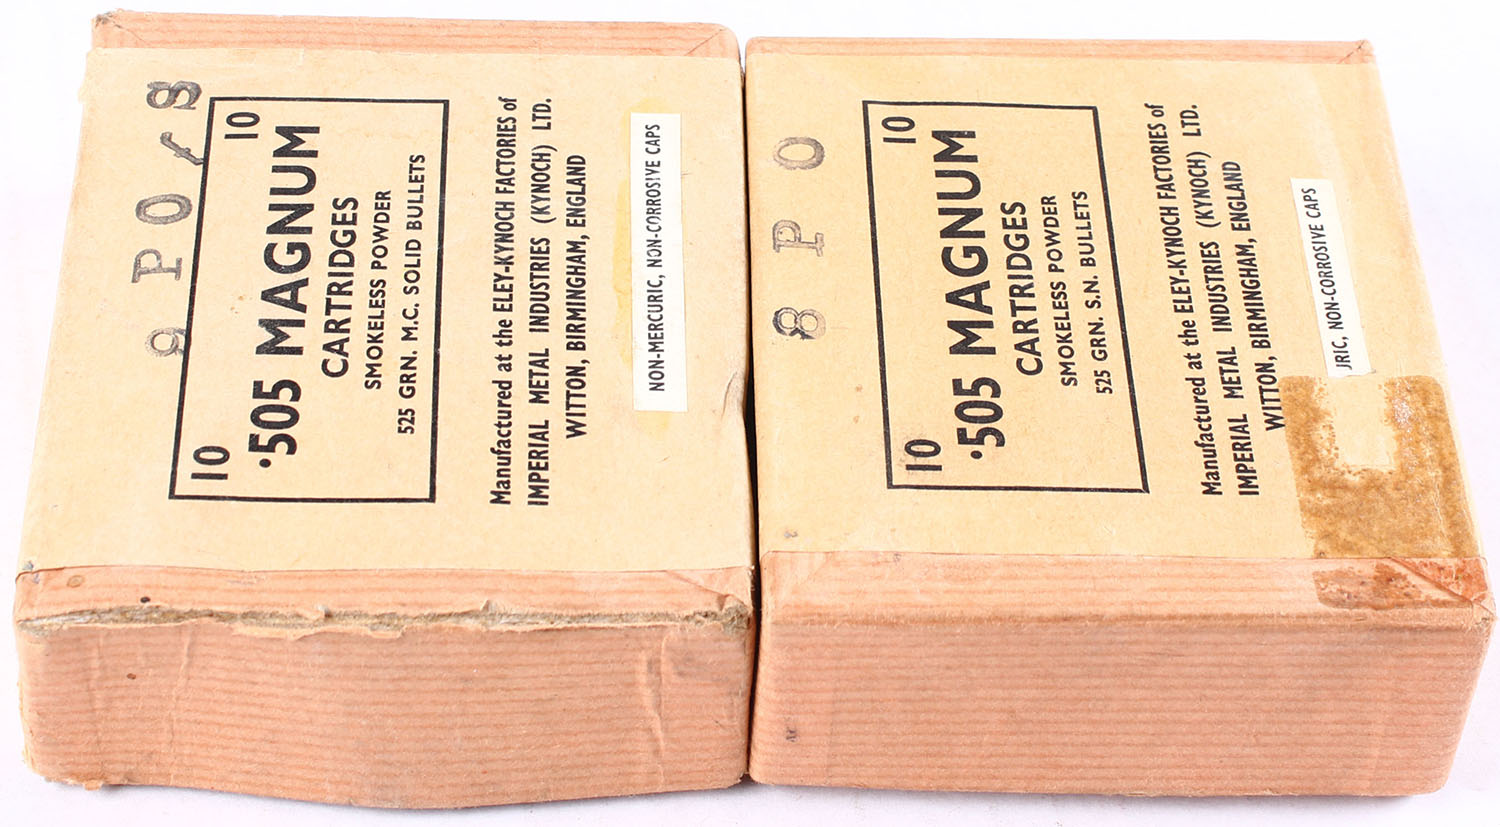 9 PO/S
10 10
.505 MAGNUM
CARTRIDGES
SMOKELESS POWDER
525 GRN. M.C. SOLID BULLETS
Manufactured at the ELEY-KYNOCH FACTORIES of
IMPERIAL METAL INDUSTRIES (KYNOCH) LTD.
WITTON, BIRMINGHAM, ENGLAND
NON-MERCURIC, NON-CORROSIVE CAPS
8 P O
10 10
.505 MAGNUM
CARTRIDGES
SMOKELESS POWDER
525 GRN. S.N. BULLETS
Manufactured at the ELEY-KYNOCH FACTORIES of
IMPERIAL METAL INDUSTRIES (KYNOCH) LTD.
WITTON, BIRMINGHAM, ENGLAND
JRIC, NON-CORROSIVE CAPS